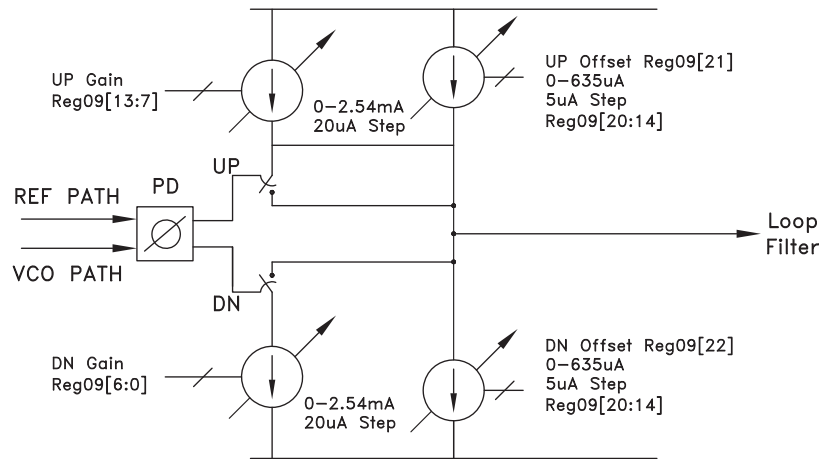 UP Gain
Reg09[13:7]
0-2.54mA
20uA Step
UP Offset Reg09[21]
0-635uA
5uA Step
Reg09[20:14]
UP
PD
REF PATH
VCO PATH
DN
Loop
Filter
DN Gain
Reg09[6:0]
0-2.54mA
20uA Step
DN Offset Reg09[22]
0-635uA
5uA Step
Reg09[20:14]